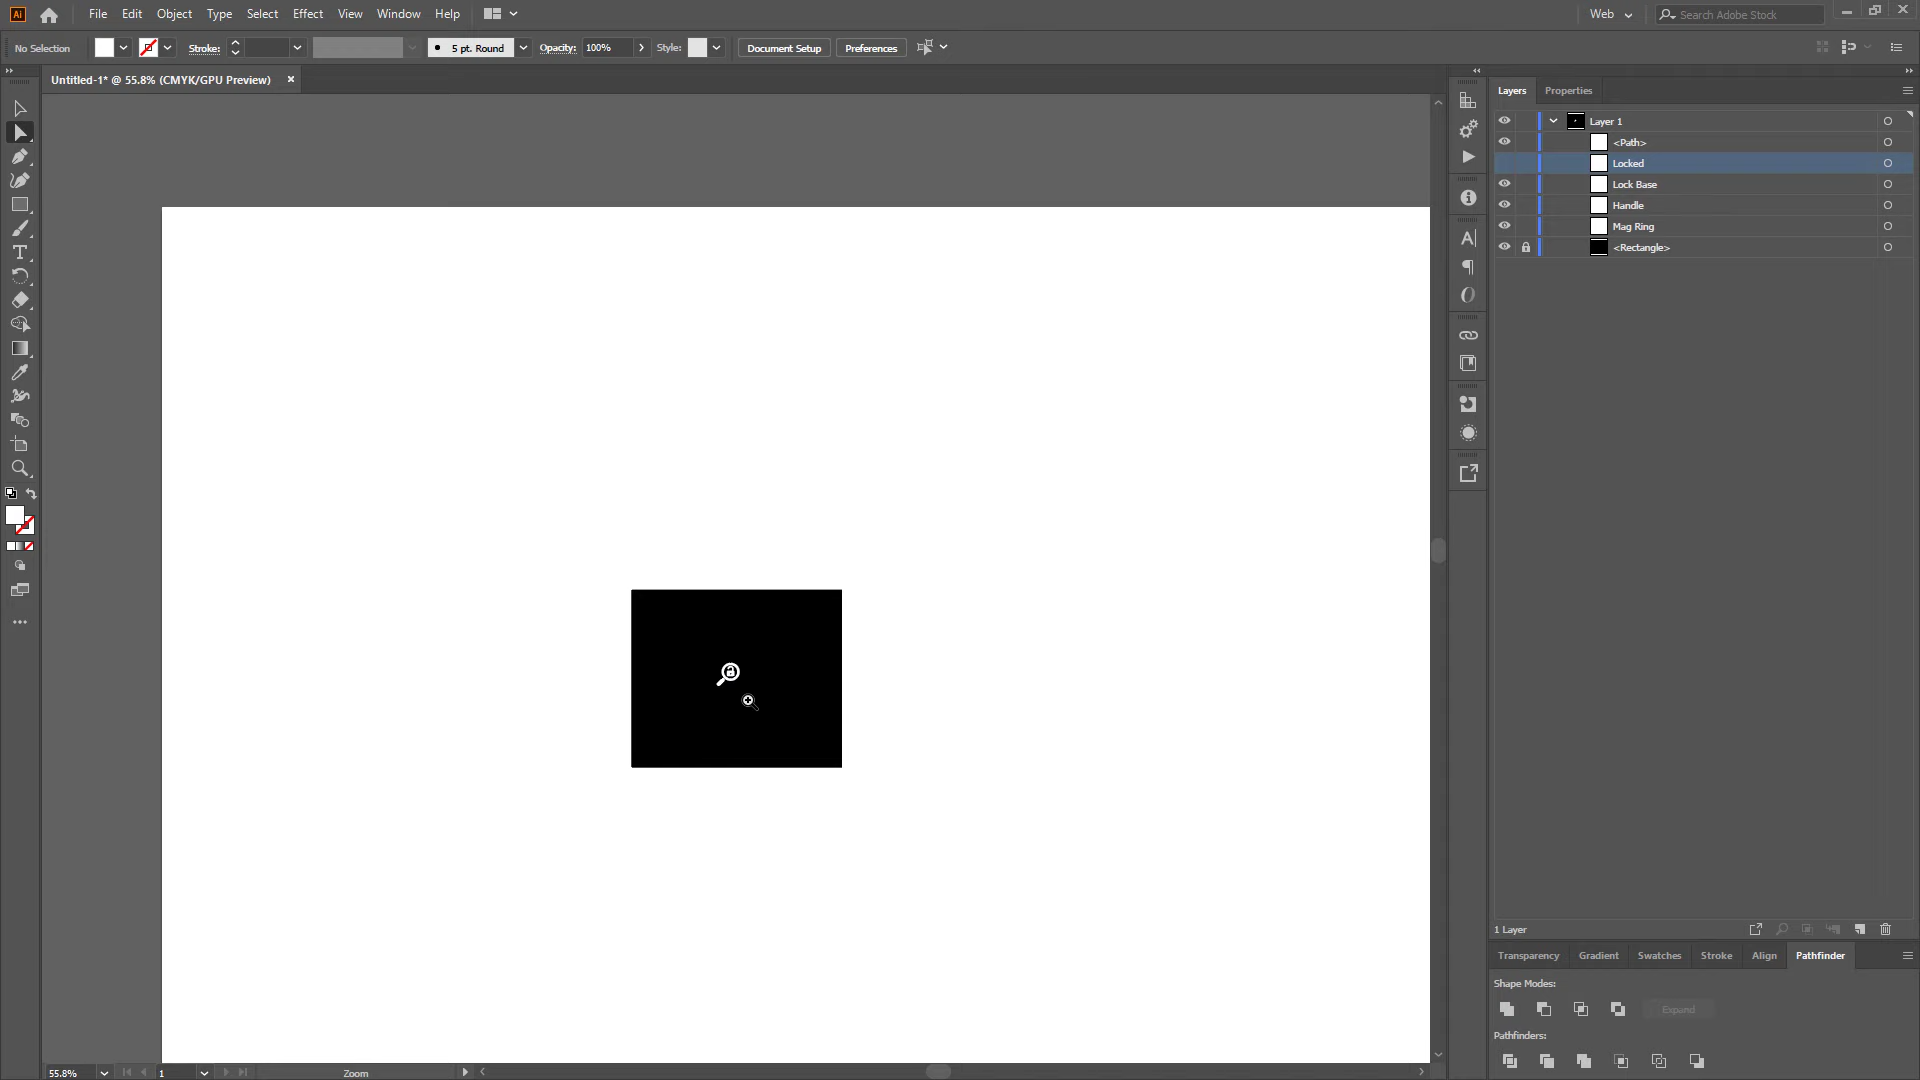 Ai File Edit Object Type Select Effect View Window Help Web Search Adobe Stock
No Selection Stroke: 5 pt. Round Opacity: 100% Style: Document Setup Preferences
Untitled-1* @ 55.8% (CMYK/GPU Preview)
Layers Properties
Layer 1
<Path>
Locked
Lock Base
Handle
Mag Ring
<Rectangle>
1 Layer
Transparency Gradient Swatches Stroke Align Pathfinder
Shape Modes:
Expand
Pathfinders:
55.8% 1 Zoom